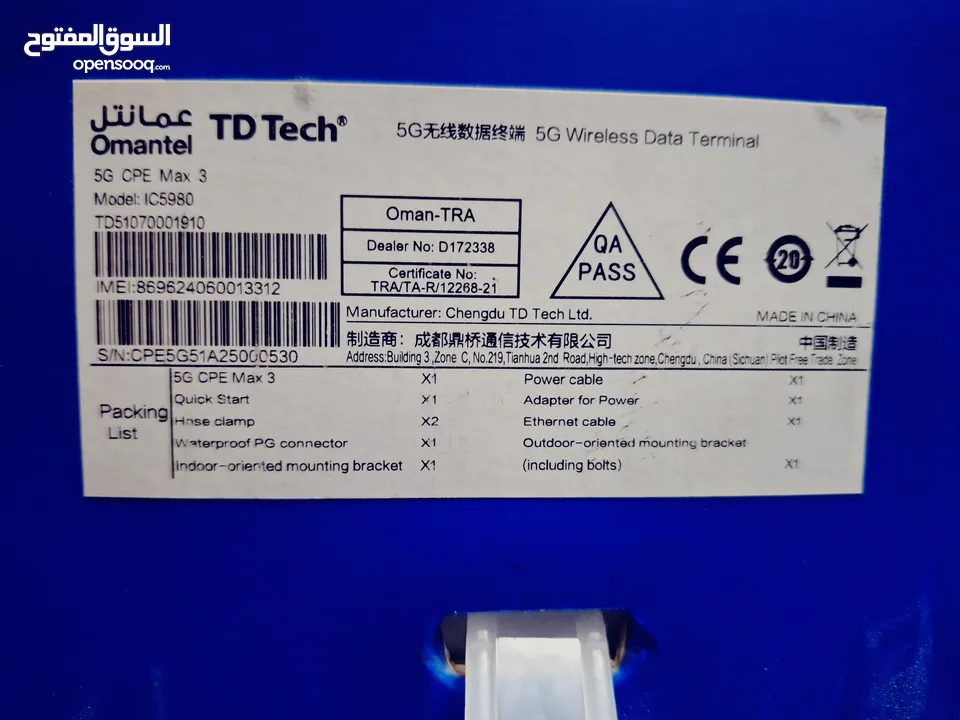 السوق المفتوح
opensooq.com
عمانتل
Omantel
TD Tech®
5G无线数据终端 5G Wireless Data Terminal
5G CPE Max 3
Model: IC5980
TD51070001910
IMEI:869624060013312
S/N:CPE5G51A25000530
Oman-TRA
Dealer No: D172338
Certificate No:
TRA/TA-R/12268-21
QA
PASS
CE
20
Manufacturer: Chengdu TD Tech Ltd.
MADE IN CHINA
制造商：成都鼎桥通信技术有限公司
中国制造
Address:Building 3 ,Zone C, No.219,Tianhua 2nd Road,High-tech zone,Chengdu , China (Sichuan) Pilot Free Trade Zone
Packing
List
5G CPE Max 3 X1
Quick Start X1
Hose clamp X2
Waterproof PG connector X1
Indoor-oriented mounting bracket X1
Power cable X1
Adapter for Power X1
Ethernet cable X1
Outdoor-oriented mounting bracket
(including bolts) X1